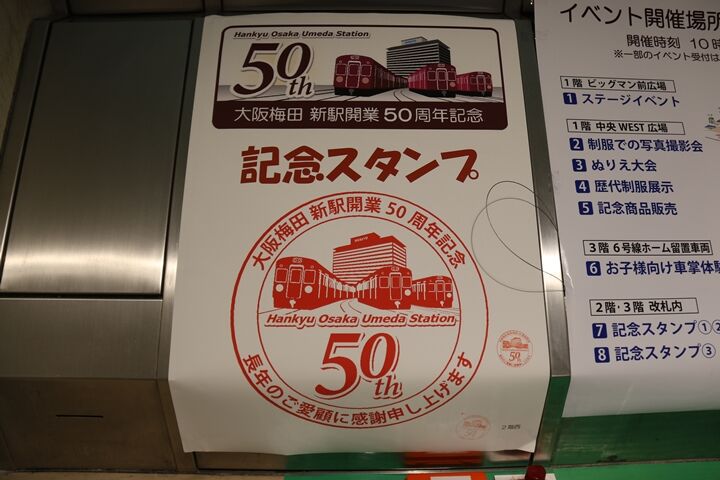 Hankyu Osaka Umeda Station
50th
大阪梅田 新駅開業50周年記念
記念スタンプ
大阪梅田 新駅開業50周年記念
Hankyu Osaka Umeda Station
50th
長年のご愛顧に感謝申し上げます
50th
2階西
イベント開催場所
開催時刻 10時
※一部のイベント受付は
1階 ビッグマン前広場
1 ステージイベント
1階 中央WEST広場
2 制服での写真撮影会
3 ぬりえ大会
4 歴代制服展示
5 記念商品販売
3階 6号線ホーム留置車両
6 お子様向け車掌体験
2階・3階 改札内
7 記念スタンプ①②
8 記念スタンプ③